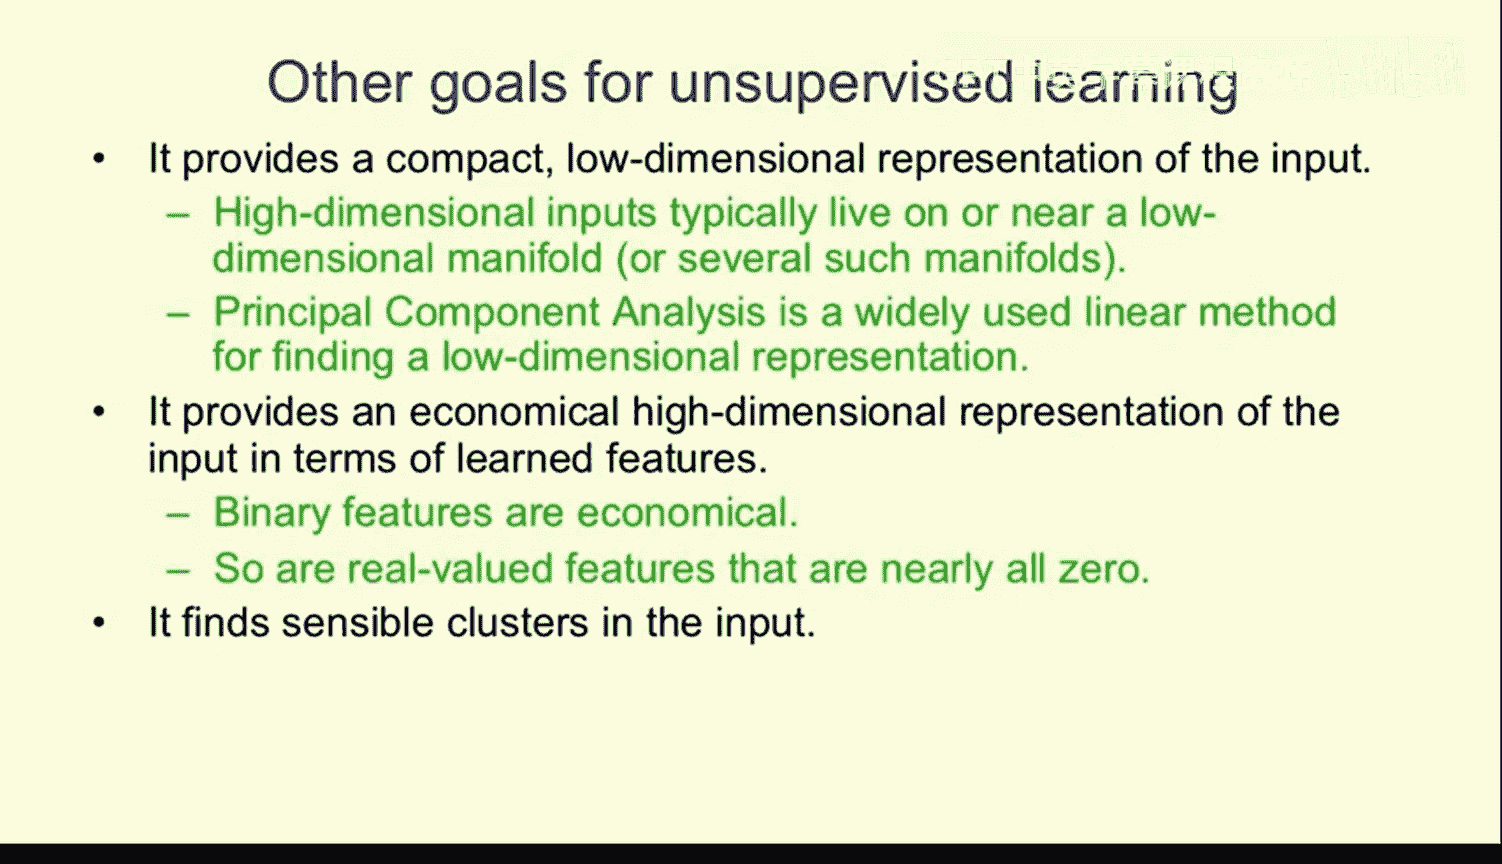 Other goals for unsupervised learning
• It provides a compact, low-dimensional representation of the input.
– High-dimensional inputs typically live on or near a low-
dimensional manifold (or several such manifolds).
– Principal Component Analysis is a widely used linear method
for finding a low-dimensional representation.
• It provides an economical high-dimensional representation of the
input in terms of learned features.
– Binary features are economical.
– So are real-valued features that are nearly all zero.
• It finds sensible clusters in the input.